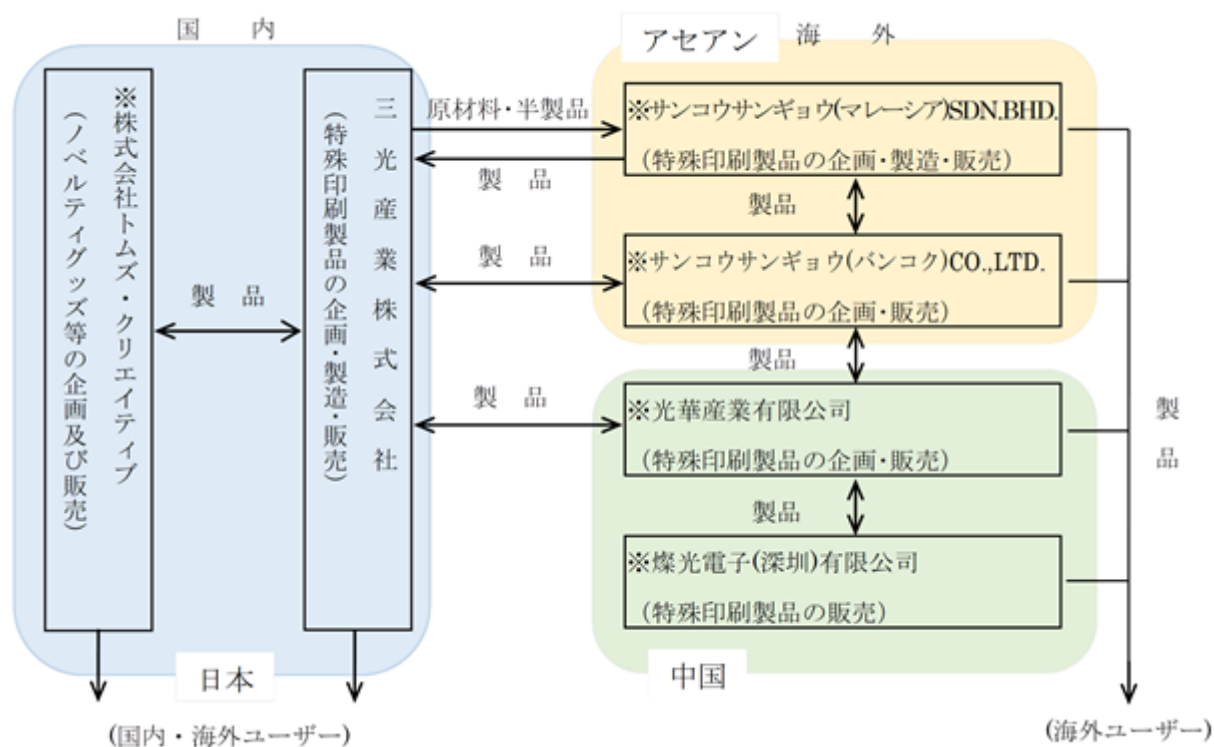 国 内
アセアン
海 外
※株式会社トムズ・クリエイティブ
(ノベルティグッズ等の企画及び販売)
三光産業株式会社
(特殊印刷製品の企画・製造・販売)
製 品
原材料・半製品
製 品
製 品
製 品
※サンコウサンギョウ(マレーシア)SDN.BHD.
(特殊印刷製品の企画・製造・販売)
製品
※サンコウサンギョウ(バンコク)CO.,LTD.
(特殊印刷製品の企画・販売)
製品
※光華産業有限公司
(特殊印刷製品の企画・販売)
製品
※燦光電子(深圳)有限公司
(特殊印刷製品の販売)
製品
日本
中国
(国内・海外ユーザー)
(海外ユーザー)